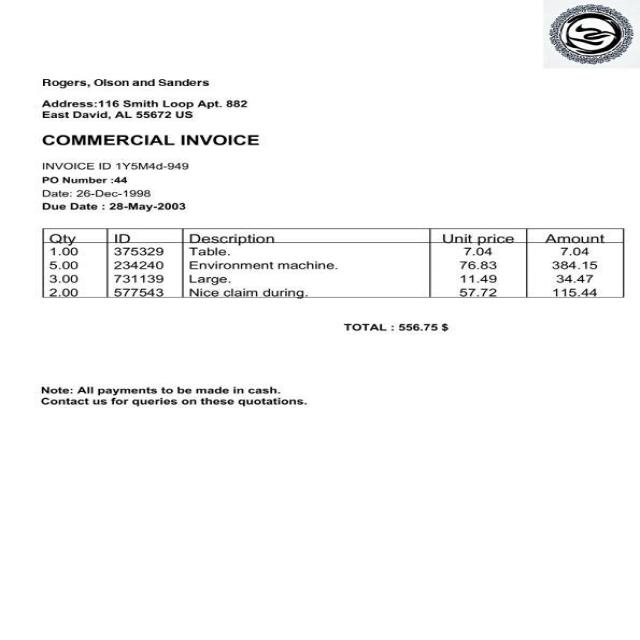 Rogers, Olson and Sanders
Address:116 Smith Loop Apt. 882
East David, AL 55672 US
COMMERCIAL INVOICE
INVOICE ID 1Y5M4d-949
PO Number :44
Date: 26-Dec-1998
Due Date : 28-May-2003
Qty ID Description Unit price Amount
1.00 375329 Table. 7.04 7.04
5.00 234240 Environment machine. 76.83 384.15
3.00 731139 Large. 11.49 34.47
2.00 577543 Nice claim during. 57.72 115.44
TOTAL : 556.75 $
Note: All payments to be made in cash.
Contact us for queries on these quotations.